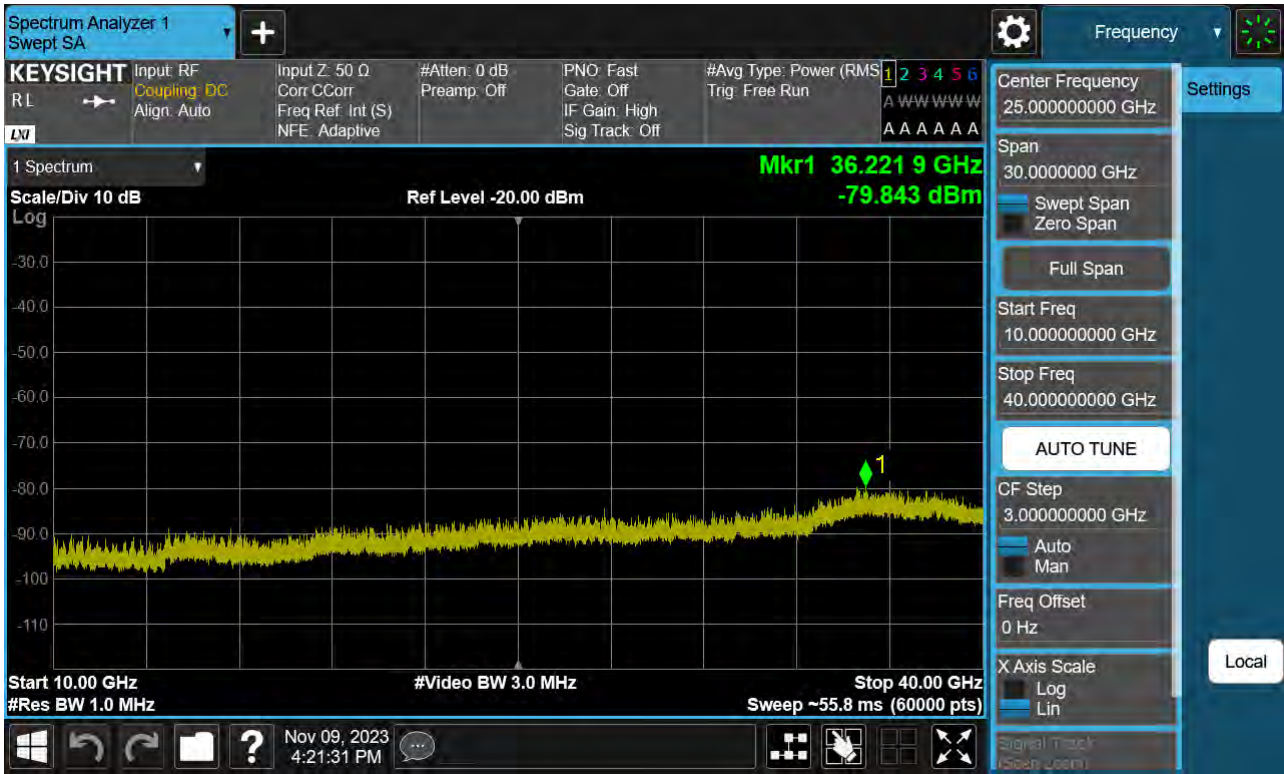 Spectrum Analyzer 1
Swept SA
+
Frequency
KEYSIGHT
RL
LXI
Input: RF
Coupling: DC
Align: Auto
Input Z: 50 Ω
Corr CCorr
Freq Ref: Int (S)
NFE: Adaptive
#Atten: 0 dB
Preamp: Off
PNO: Fast
Gate: Off
IF Gain: High
Sig Track: Off
#Avg Type: Power (RMS
Trig: Free Run
1 2 3 4 5 6
A W W W W W
A A A A A A
1 Spectrum
Scale/Div 10 dB
Log
Ref Level -20.00 dBm
Mkr1 36.221 9 GHz
-79.843 dBm
-30.0
-40.0
-50.0
-60.0
-70.0
-80.0
-90.0
-100
-110
1
Start 10.00 GHz
#Res BW 1.0 MHz
#Video BW 3.0 MHz
Stop 40.00 GHz
Sweep ~55.8 ms (60000 pts)
Center Frequency
25.000000000 GHz
Span
30.0000000 GHz
Swept Span
Zero Span
Full Span
Start Freq
10.000000000 GHz
Stop Freq
40.000000000 GHz
AUTO TUNE
CF Step
3.000000000 GHz
Auto
Man
Freq Offset
0 Hz
X Axis Scale
Log
Lin
Signal Track
(Span Zoom)
Settings
Local
?
Nov 09, 2023
4:21:31 PM